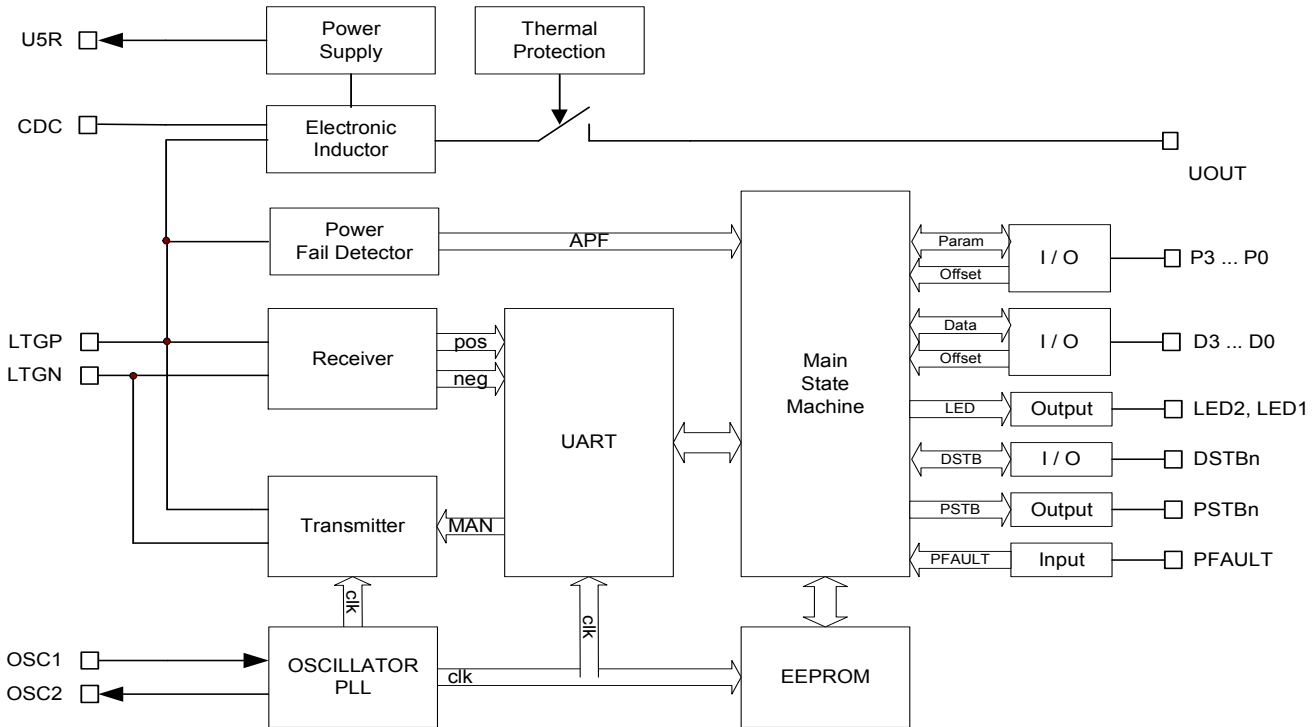 U5R
Power
Supply
Thermal
Protection
CDC
Electronic
Inductor
UOUT
Power
Fail Detector
APF
Param
Offset
I / O
P3 ... P0
LTGP
LTGN
Receiver
pos
neg
UART
Main
State
Machine
Data
Offset
I / O
D3 ... D0
LED
Output
LED2, LED1
DSTB
I / O
DSTBn
Transmitter
MAN
PSTB
Output
PSTBn
PFAULT
Input
PFAULT
clk
clk
OSC1
OSC2
OSCILLATOR
PLL
clk
EEPROM